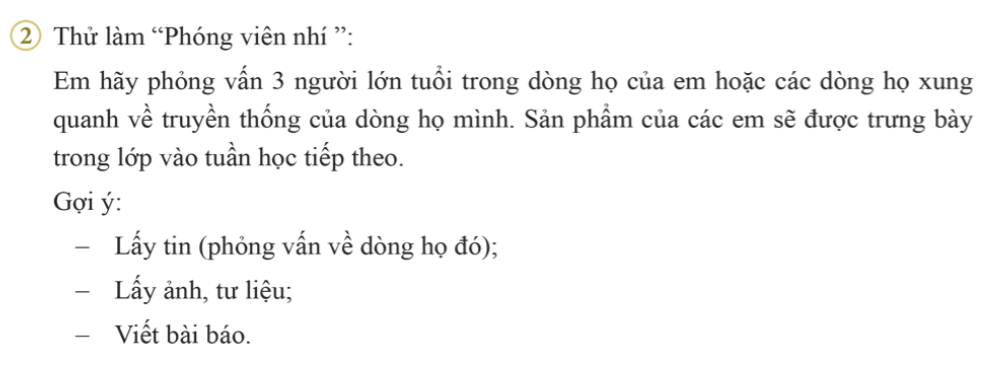 2 Thử làm “Phóng viên nhí ”:
Em hãy phỏng vấn 3 người lớn tuổi trong dòng họ của em hoặc các dòng họ xung
quanh về truyền thống của dòng họ mình. Sản phẩm của các em sẽ được trưng bày
trong lớp vào tuần học tiếp theo.
Gợi ý:
– Lấy tin (phỏng vấn về dòng họ đó);
– Lấy ảnh, tư liệu;
– Viết bài báo.